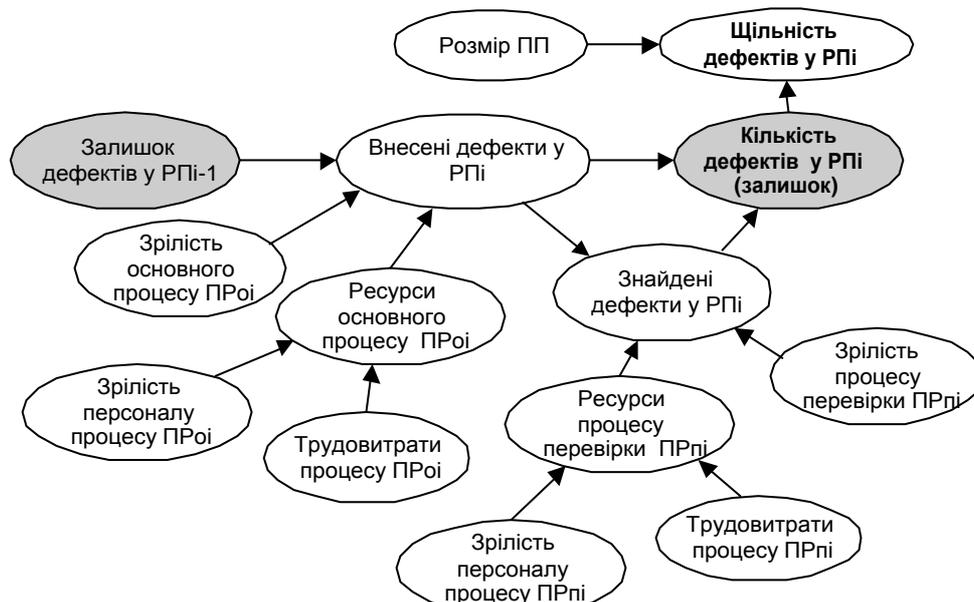 Розмір ПП
Щільність
дефектів у РПі
Залишок
дефектів у РПі-1
Внесені дефекти у
РПі
Кількість
дефектів у РПі
(залишок)
Зрілість
основного
процесу ПРоі
Ресурси
основного
процесу ПРоі
Знайдені
дефекти у РПі
Зрілість
персоналу
процесу ПРоі
Трудовитрати
процесу ПРоі
Ресурси
процесу
перевірки ПРпі
Зрілість
процесу
перевірки ПРпі
Зрілість
персоналу
процесу ПРпі
Трудовитрати
процесу ПРпі